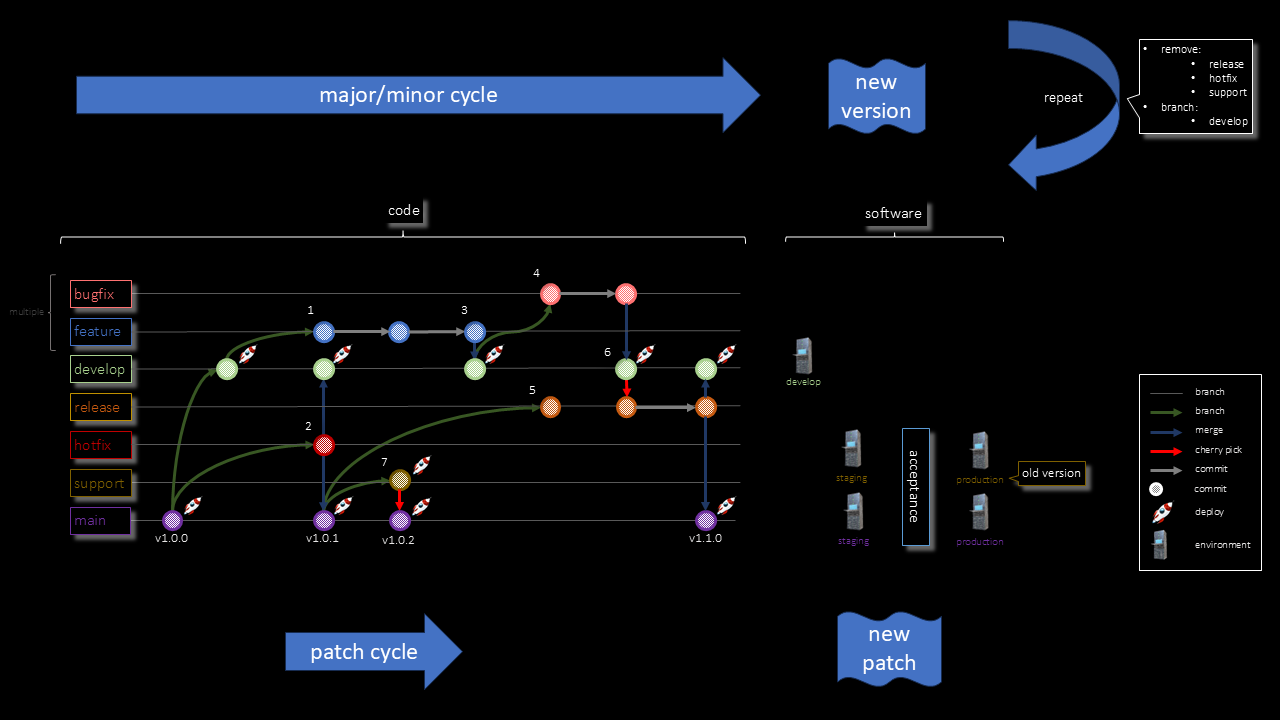 major/minor cycle
new
version
repeat
• remove:
• release
• hotfix
• support
• branch:
• develop
code
software
multiple
bugfix
feature
develop
release
hotfix
support
main
1
2
3
4
5
6
7
v1.0.0
v1.0.1
v1.0.2
v1.1.0
develop
staging
production
old version
acceptance
staging
production
branch
branch
merge
cherry pick
commit
commit
deploy
environment
patch cycle
new
patch